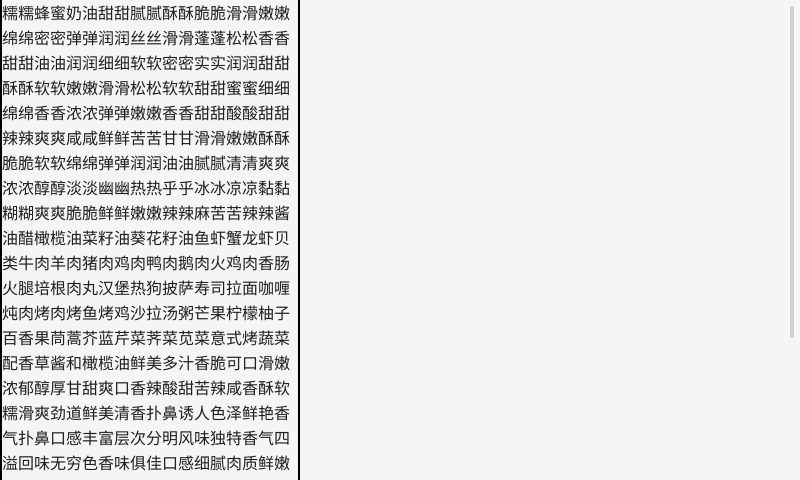 糯糯蜂蜜奶油甜甜腻腻酥酥脆脆滑滑嫩嫩
绵绵密密弹弹润润丝丝滑滑蓬蓬松松香香
甜甜油油润润细细软软密密实实润润甜甜
酥酥软软嫩嫩滑滑松松软软甜甜蜜蜜细细
绵绵香香浓浓弹弹嫩嫩香香甜甜酸酸甜甜
辣辣爽爽咸咸鲜鲜苦苦甘甘滑滑嫩嫩酥酥
脆脆软软绵绵弹弹润润油油腻腻清清爽爽
浓浓醇醇淡淡幽幽热热乎乎冰冰凉凉黏黏
糊糊爽爽脆脆鲜鲜嫩嫩辣辣麻苦苦辣辣酱
油醋橄榄油菜籽油葵花籽油鱼虾蟹龙虾贝
类牛肉羊肉猪肉鸡肉鸭肉鹅肉火鸡肉香肠
火腿培根肉丸汉堡热狗披萨寿司拉面咖喱
炖肉烤肉烤鱼烤鸡沙拉汤粥芒果柠檬柚子
百香果茼蒿芥蓝芹菜荠菜苋菜意式烤蔬菜
配香草酱和橄榄油鲜美多汁香脆可口滑嫩
浓郁醇厚甘甜爽口香辣酸甜苦辣咸香酥软
糯滑爽劲道鲜美清香扑鼻诱人色泽鲜艳香
气扑鼻口感丰富层次分明风味独特香气四
溢回味无穷色香味俱佳口感细腻肉质鲜嫩